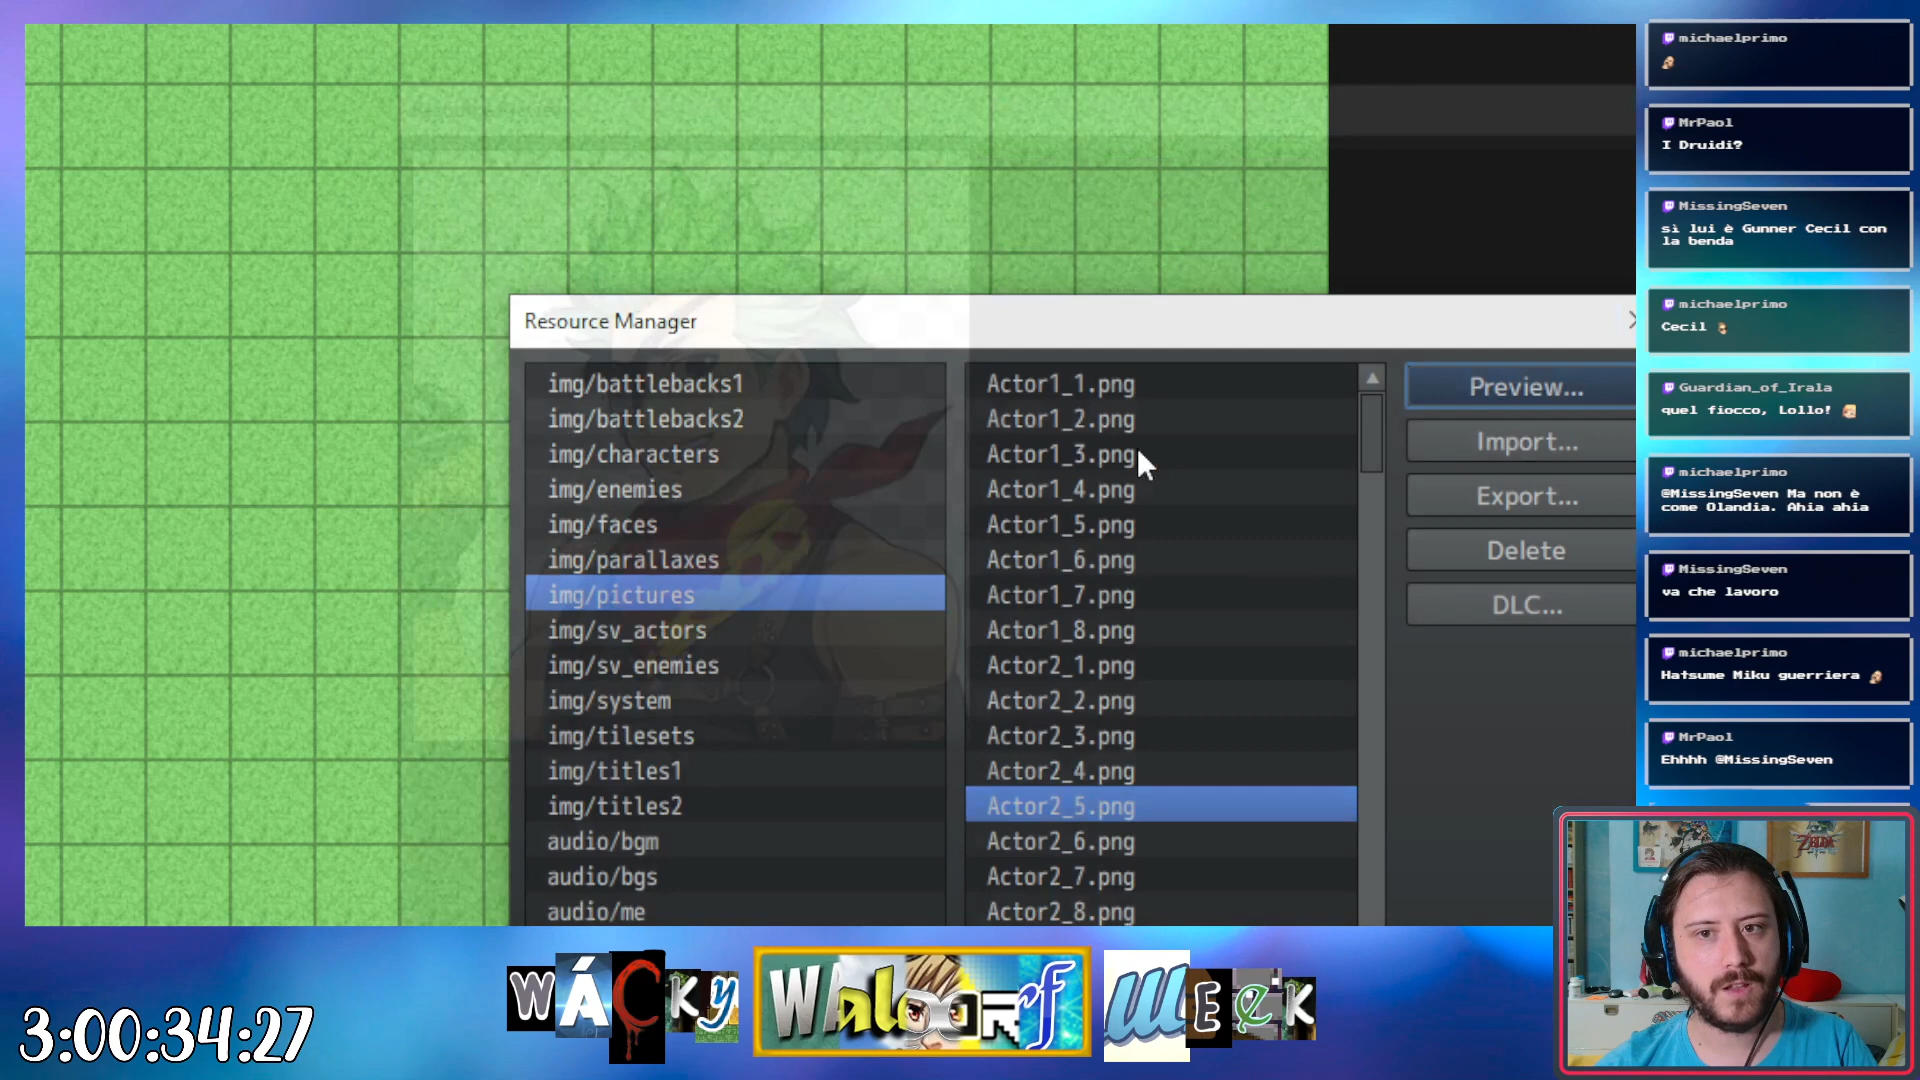 Resource Manager
img/battlebacks1
img/battlebacks2
img/characters
img/enemies
img/faces
img/parallaxes
img/pictures
img/sv_actors
img/sv_enemies
img/system
img/tilesets
img/titles1
img/titles2
audio/bgm
audio/bgs
audio/me
Actor1_1.png
Actor1_2.png
Actor1_3.png
Actor1_4.png
Actor1_5.png
Actor1_6.png
Actor1_7.png
Actor1_8.png
Actor2_1.png
Actor2_2.png
Actor2_3.png
Actor2_4.png
Actor2_5.png
Actor2_6.png
Actor2_7.png
Actor2_8.png
Preview...
Import...
Export...
Delete
DLC...
michaelprimo
MrPaol
I Druidi?
MissingSeven
sì lui è Gunner Cecil con
la benda
michaelprimo
Cecil
Guardian_of_Irala
quel fiocco, Lollo!
michaelprimo
@MissingSeven Ma non è
come Olandia. Ahia ahia
MissingSeven
va che lavoro
michaelprimo
Hatsume Miku guerriera
MrPaol
Ehhhh @MissingSeven
ZELDA
3:00:34:27
WÁCky Waldorf WEeK